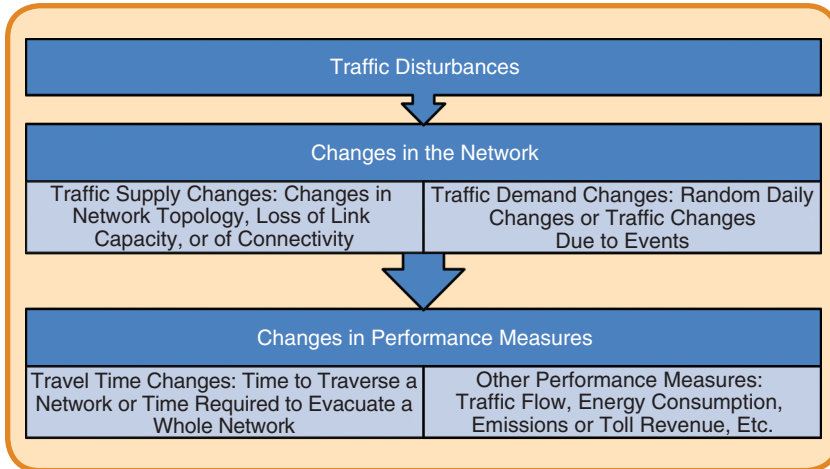 Traffic Disturbances
Changes in the Network
Traffic Supply Changes: Changes in
Network Topology, Loss of Link
Capacity, or of Connectivity
Traffic Demand Changes: Random Daily
Changes or Traffic Changes
Due to Events
Changes in Performance Measures
Travel Time Changes: Time to Traverse a
Network or Time Required to Evacuate a
Whole Network
Other Performance Measures:
Traffic Flow, Energy Consumption,
Emissions or Toll Revenue, Etc.